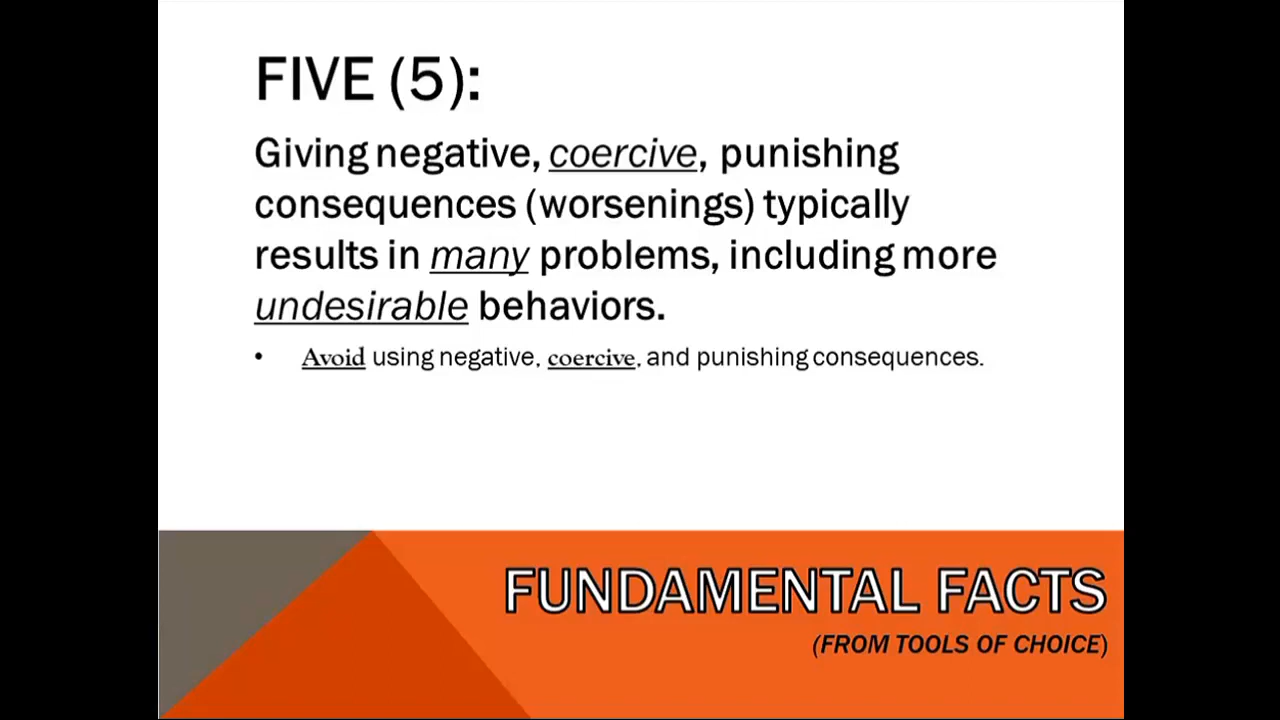 FIVE (5):
Giving negative, coercive, punishing
consequences (worsenings) typically
results in many problems, including more
undesirable behaviors.
• Avoid using negative, coercive, and punishing consequences.
FUNDAMENTAL FACTS
(FROM TOOLS OF CHOICE)